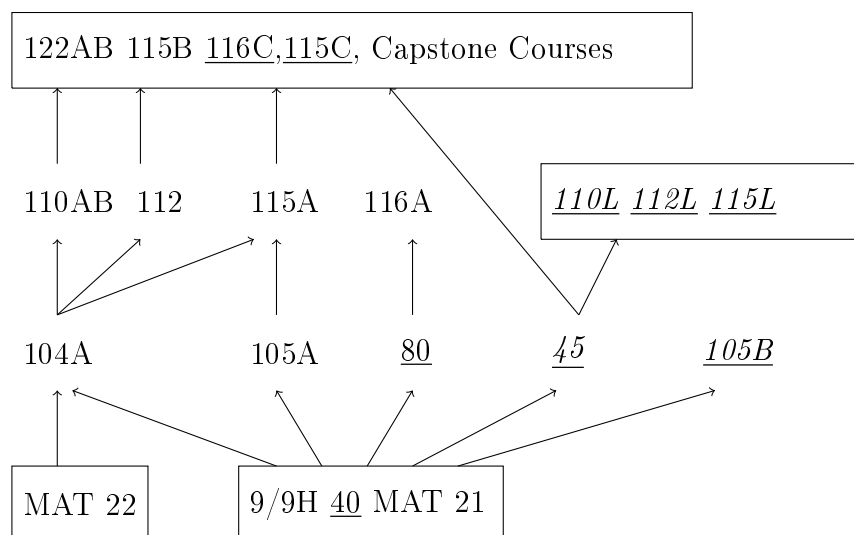 122AB 115B 116C,115C, Capstone Courses
110AB 112 115A 116A 110L 112L 115L
104A 105A 80 45 105B
MAT 22 9/9H 40 MAT 21